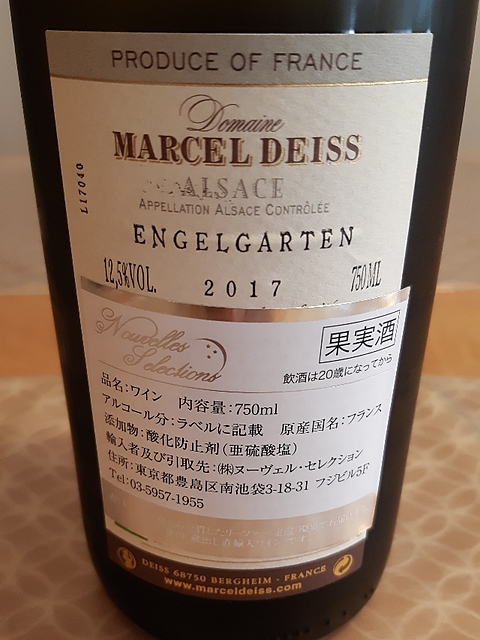 PRODUCE OF FRANCE
Domaine
MARCEL DEISS
ALSACE
APPELLATION ALSACE CONTRÔLÉE
L17040
ENGELGARTEN
12,5%VOL. 2017 750ML
Nouvelles
Selections
果実酒
飲酒は20歳になってから
品名:ワイン 内容量:750ml
アルコール分:ラベルに記載 原産国名:フランス
添加物:酸化防止剤(亜硫酸塩)
輸入者及び引取先:㈱ヌーヴェル・セレクション
住所:東京都豊島区南池袋3-18-31 フジビル5F
Tel:03-5957-1955
DEISS 68750 BERGHEIM - FRANCE
www.marceldeiss.com